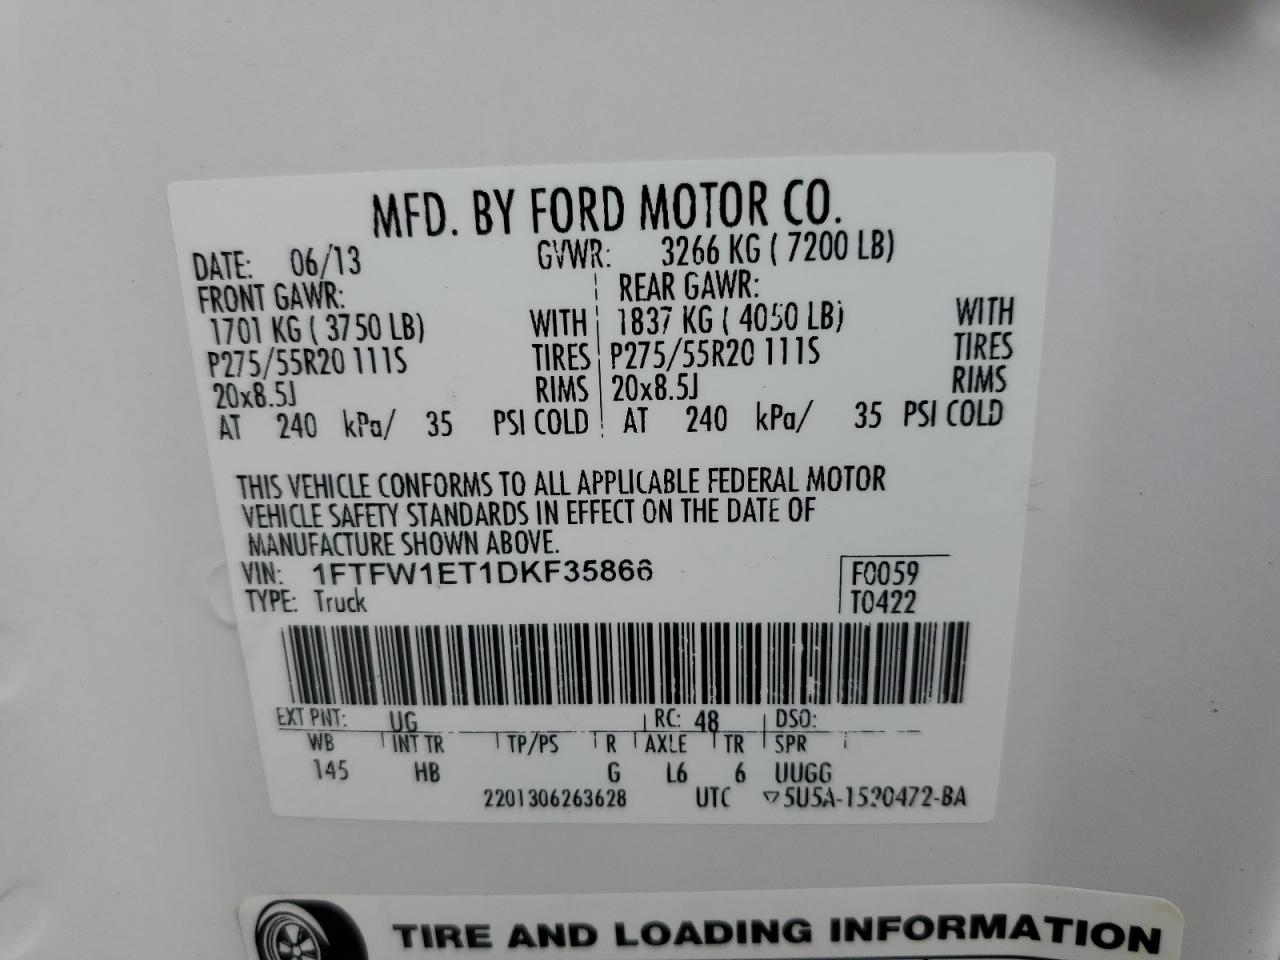 MFD. BY FORD MOTOR CO.
DATE: 06/13 GVWR: 3266 KG ( 7200 LB)
FRONT GAWR: REAR GAWR:
1701 KG ( 3750 LB) WITH 1837 KG ( 4050 LB) WITH
P275/55R20 111S TIRES P275/55R20 111S TIRES
20x8.5J RIMS 20x8.5J RIMS
AT 240 kPa/ 35 PSI COLD AT 240 kPa/ 35 PSI COLD
THIS VEHICLE CONFORMS TO ALL APPLICABLE FEDERAL MOTOR
VEHICLE SAFETY STANDARDS IN EFFECT ON THE DATE OF
MANUFACTURE SHOWN ABOVE.
VIN: 1FTFW1ET1DKF35866 F0059
TYPE: Truck T0422
EXT PNT: UG RC: 48 DSO:
WB INT TR TP/PS R AXLE TR SPR
145 HB G L6 6 UUGG
2201306263628 UTC ▽5U5A-1520472-BA
TIRE AND LOADING INFORMATION